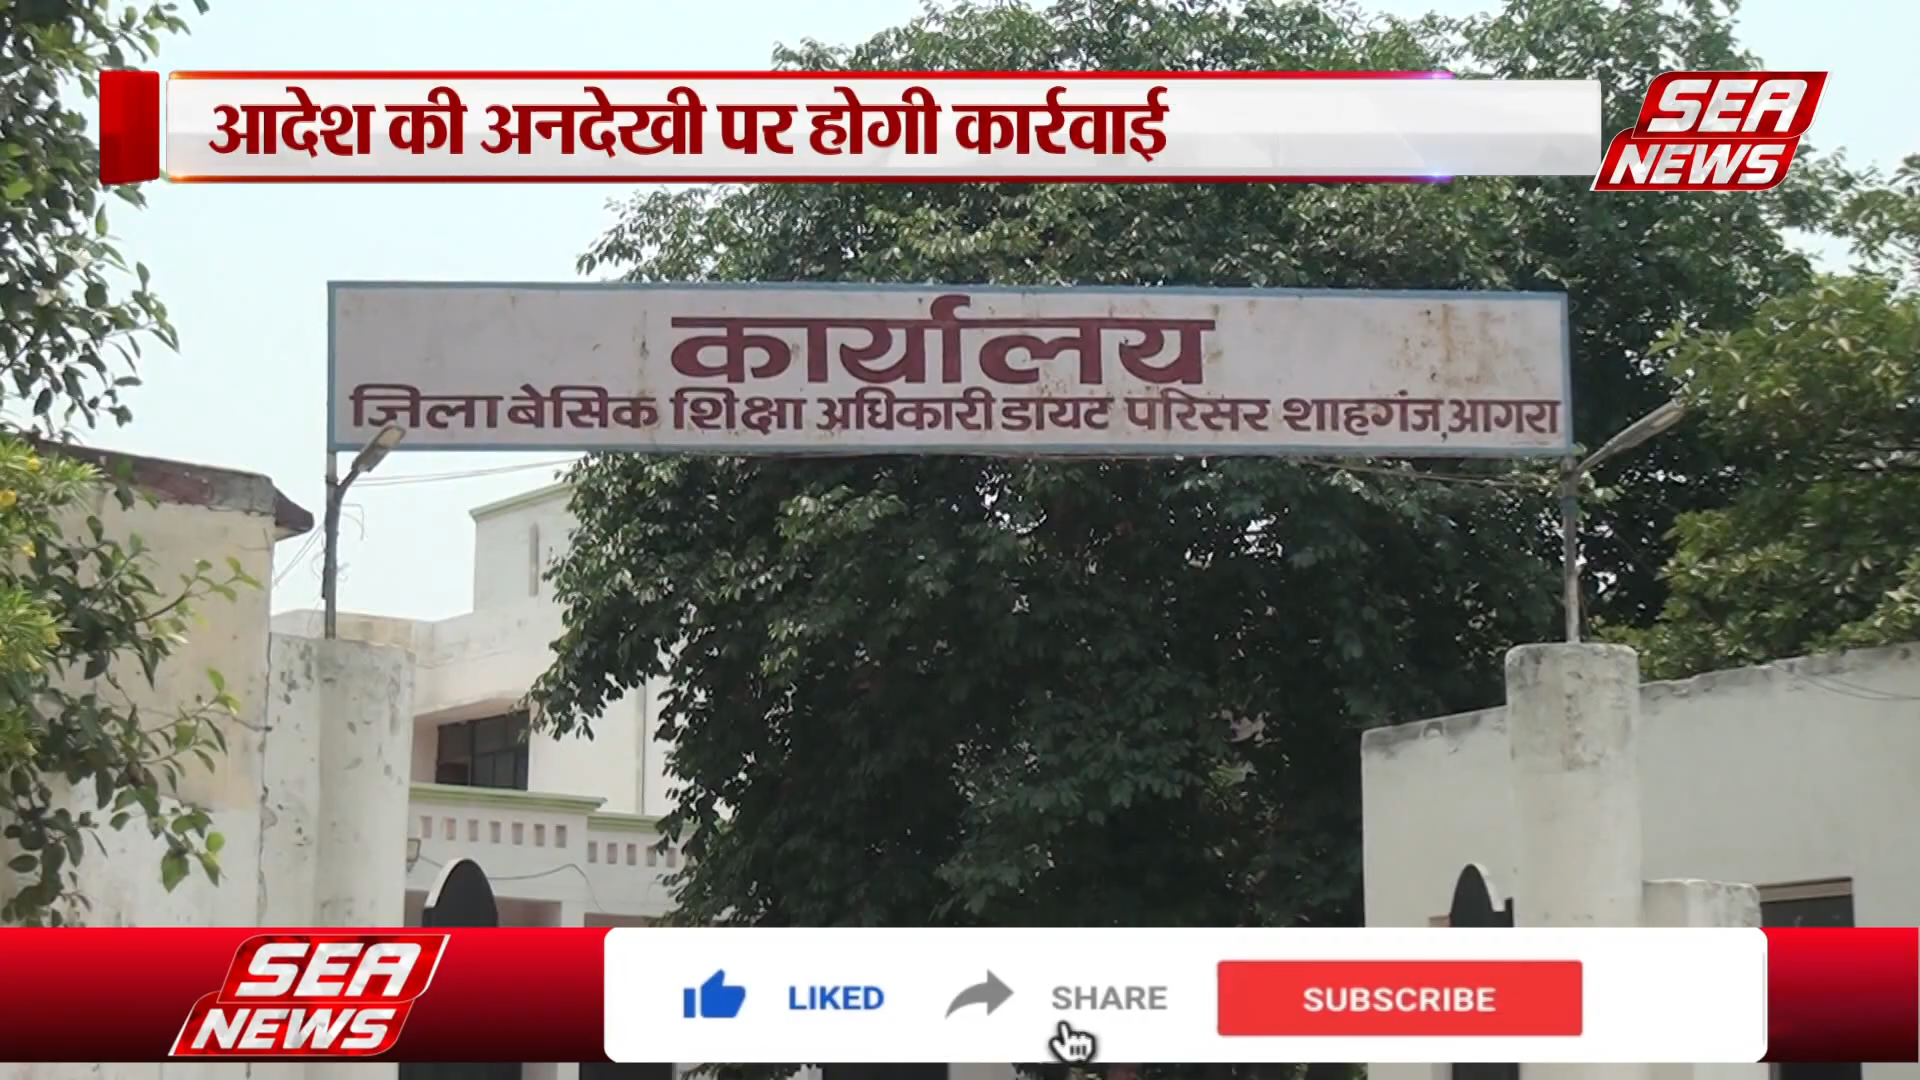 आदेश की अनदेखी पर होगी कार्रवाई
SEA
NEWS
कार्यालय
जिला बेसिक शिक्षा अधिकारी डायट परिसर शाहगंज,आगरा
SEA
NEWS
LIKED
SHARE
SUBSCRIBE